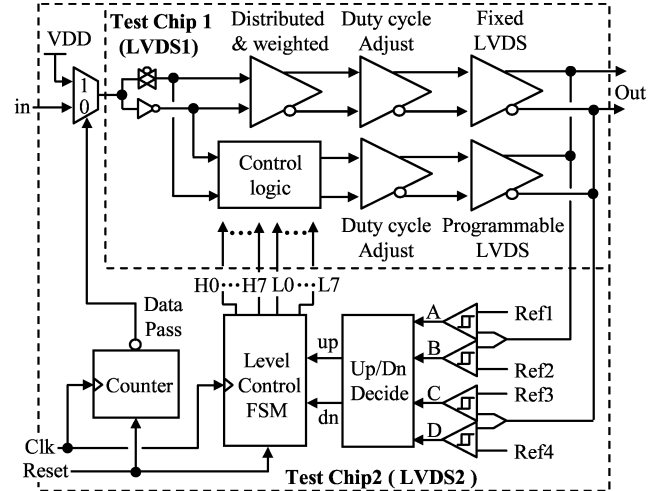 Test Chip 1
(LVDS1)
Distributed
& weighted
Duty cycle
Adjust
Fixed
LVDS
VDD
1
0
in
Out
Control
logic
Duty cycle
Adjust
Programmable
LVDS
H0 H7 L0 L7
Data
Pass
Counter
Level
Control
FSM
up
dn
Up/Dn
Decide
A
B
C
D
Ref1
Ref2
Ref3
Ref4
Clk
Reset
Test Chip2 ( LVDS2 )